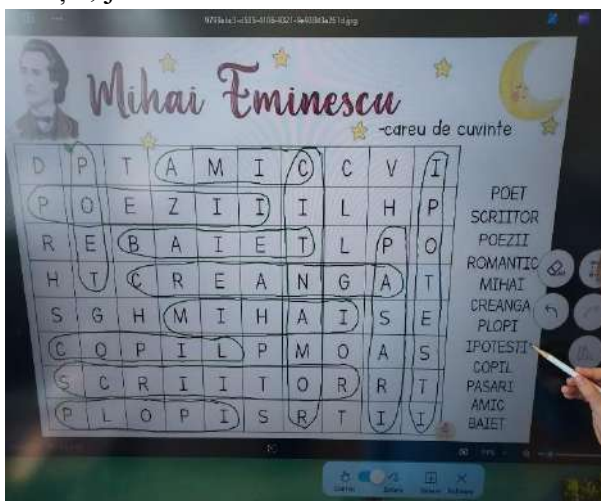 Mihai Eminescu
-careu de cuvinte
D P T A M I C C V I
P O E Z I I I L H P
R E B A I E T L P O
H T C R E A N G A T
S G H M I H A I S E
C O P I L P M O A S
S C R I I T O R R T
P L O P I S R T I I
POET
SCRIITOR
POEZII
ROMANTIC
MIHAI
CREANGA
PLOPI
IPOTESTI
COPIL
PASARI
AMIC
BAIET